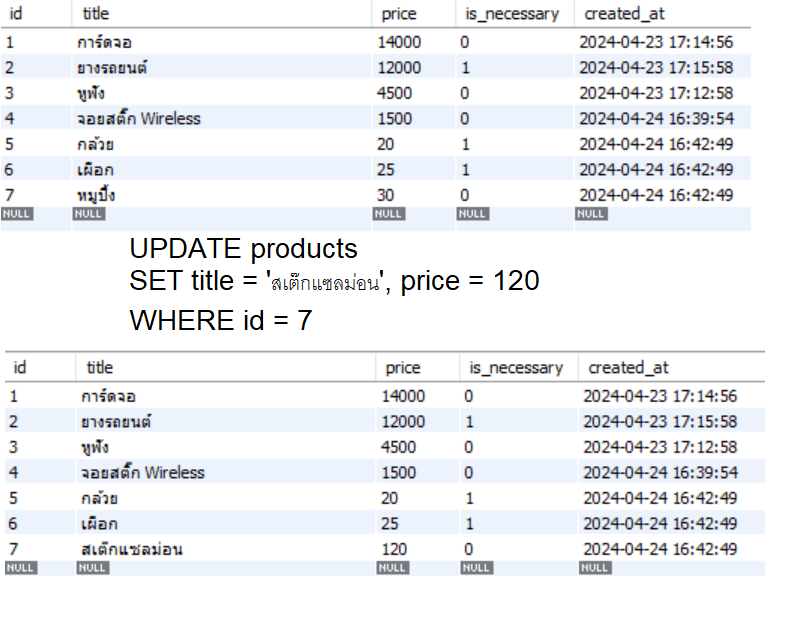 id title price is_necessary created_at
1 การ์ดจอ 14000 0 2024-04-23 17:14:56
2 ยางรถยนต์ 12000 1 2024-04-23 17:15:58
3 หูฟัง 4500 0 2024-04-23 17:12:58
4 จอยสติ๊ก Wireless 1500 0 2024-04-24 16:39:54
5 กล้วย 20 1 2024-04-24 16:42:49
6 เผือก 25 1 2024-04-24 16:42:49
7 หมูปิ้ง 30 0 2024-04-24 16:42:49
NULL NULL NULL NULL NULL
UPDATE products
SET title = 'สเต๊กแซลม่อน', price = 120
WHERE id = 7
id title price is_necessary created_at
1 การ์ดจอ 14000 0 2024-04-23 17:14:56
2 ยางรถยนต์ 12000 1 2024-04-23 17:15:58
3 หูฟัง 4500 0 2024-04-23 17:12:58
4 จอยสติ๊ก Wireless 1500 0 2024-04-24 16:39:54
5 กล้วย 20 1 2024-04-24 16:42:49
6 เผือก 25 1 2024-04-24 16:42:49
7 สเต๊กแซลม่อน 120 0 2024-04-24 16:42:49
NULL NULL NULL NULL NULL